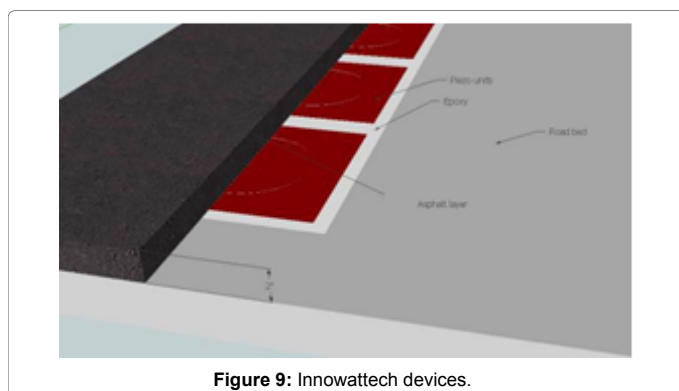 Piezo-units
Epoxy
Road bed
Asphalt layer
2"
Figure 9: Innowattech devices.